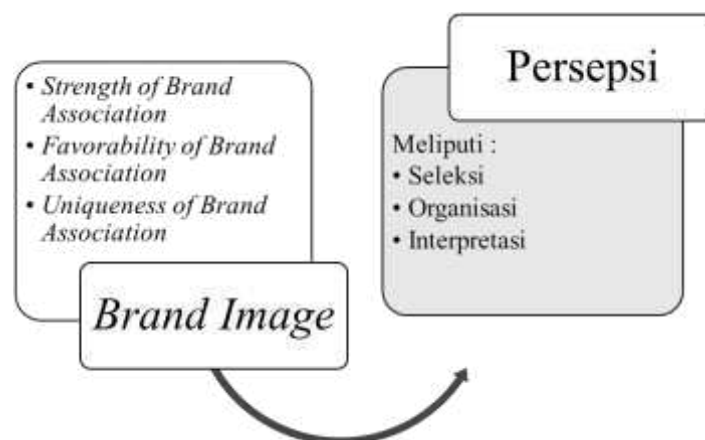 • Strength of Brand
Association
• Favorability of Brand
Association
• Uniqueness of Brand
Association
Brand Image
Persepsi
Meliputi :
• Seleksi
• Organisasi
• Interpretasi